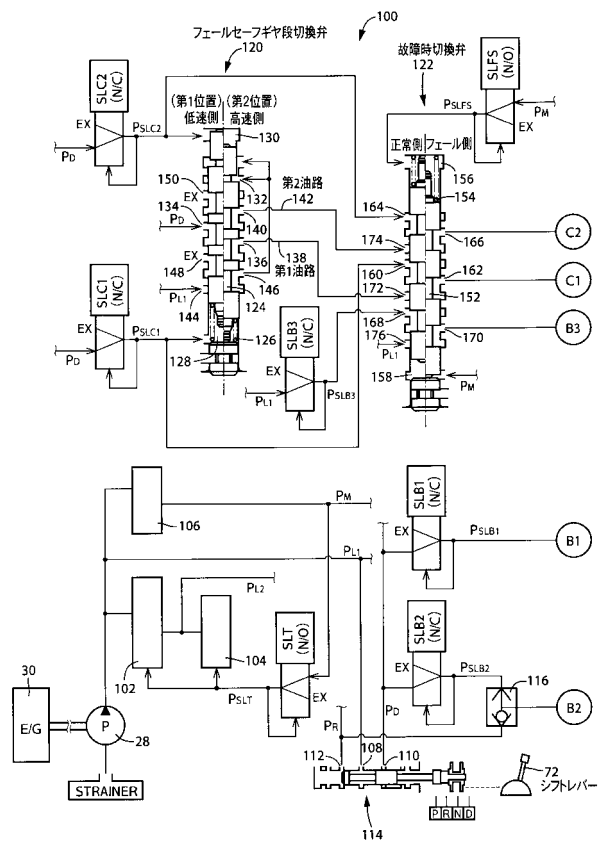 フェールセーフギヤ段切換弁
120
100
故障時切換弁
122
SLC2
(N/C)
EX
PSLC2
PD
(第1位置)
低速側
(第2位置)
高速側
130
SLFS
(N/O)
PSLFS
PM
EX
正常側
フェール側
156
154
150
EX
132
第2油路
142
134
PD
140
164
166
C2
174
148
EX
136
138
第1油路
160
162
C1
146
124
PL1
144
172
152
168
170
B3
SLC1
(N/C)
EX
PSLC1
PD
128
126
SLB3
(N/C)
EX
PL1
PSLB3
176
PL1
158
PM
106
PM
PL1
SLB1
(N/C)
EX
PSLB1
B1
PL2
102
104
SLT
(N/O)
EX
PSLT
SLB2
(N/C)
EX
PSLB2
116
B2
PD
PR
30
E/G
P
28
STRAINER
112
108
110
114
72
シフトレバー
P R N D